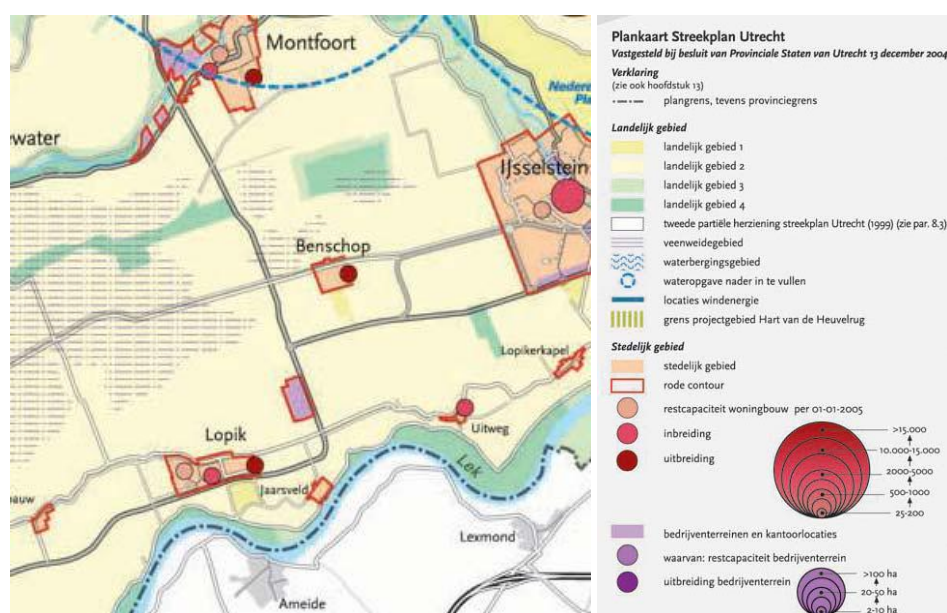 Montfoort
Nedere
Pla
ewater
IJsselstein
Benschop
Lopikerkapel
Lopik
Uitweg
Lek
Jaarsveld
auw
Lexmond
Ameide
Plankaart Streekplan Utrecht
Vastgesteld bij besluit van Provinciale Staten van Utrecht 13 december 2004
Verklaring
(zie ook hoofdstuk 13)
plangrens, tevens provinciegrens
Landelijk gebied
landelijk gebied 1
landelijk gebied 2
landelijk gebied 3
landelijk gebied 4
tweede partiële herziening streekplan Utrecht (1999) (zie par. 8.3)
veenweidegebied
waterbergingsgebied
wateropgave nader in te vullen
locaties windenergie
grens projectgebied Hart van de Heuvelrug
Stedelijk gebied
stedelijk gebied
rode contour
restcapaciteit woningbouw per 01-01-2005
inbreiding
uitbreiding
>15.000
10.000-15.000
2000-5000
500-1000
25-200
bedrijventerreinen en kantoorlocaties
waarvan: restcapaciteit bedrijventerrein
uitbreiding bedrijventerrein
>100 ha
20-50 ha
2-10 ha